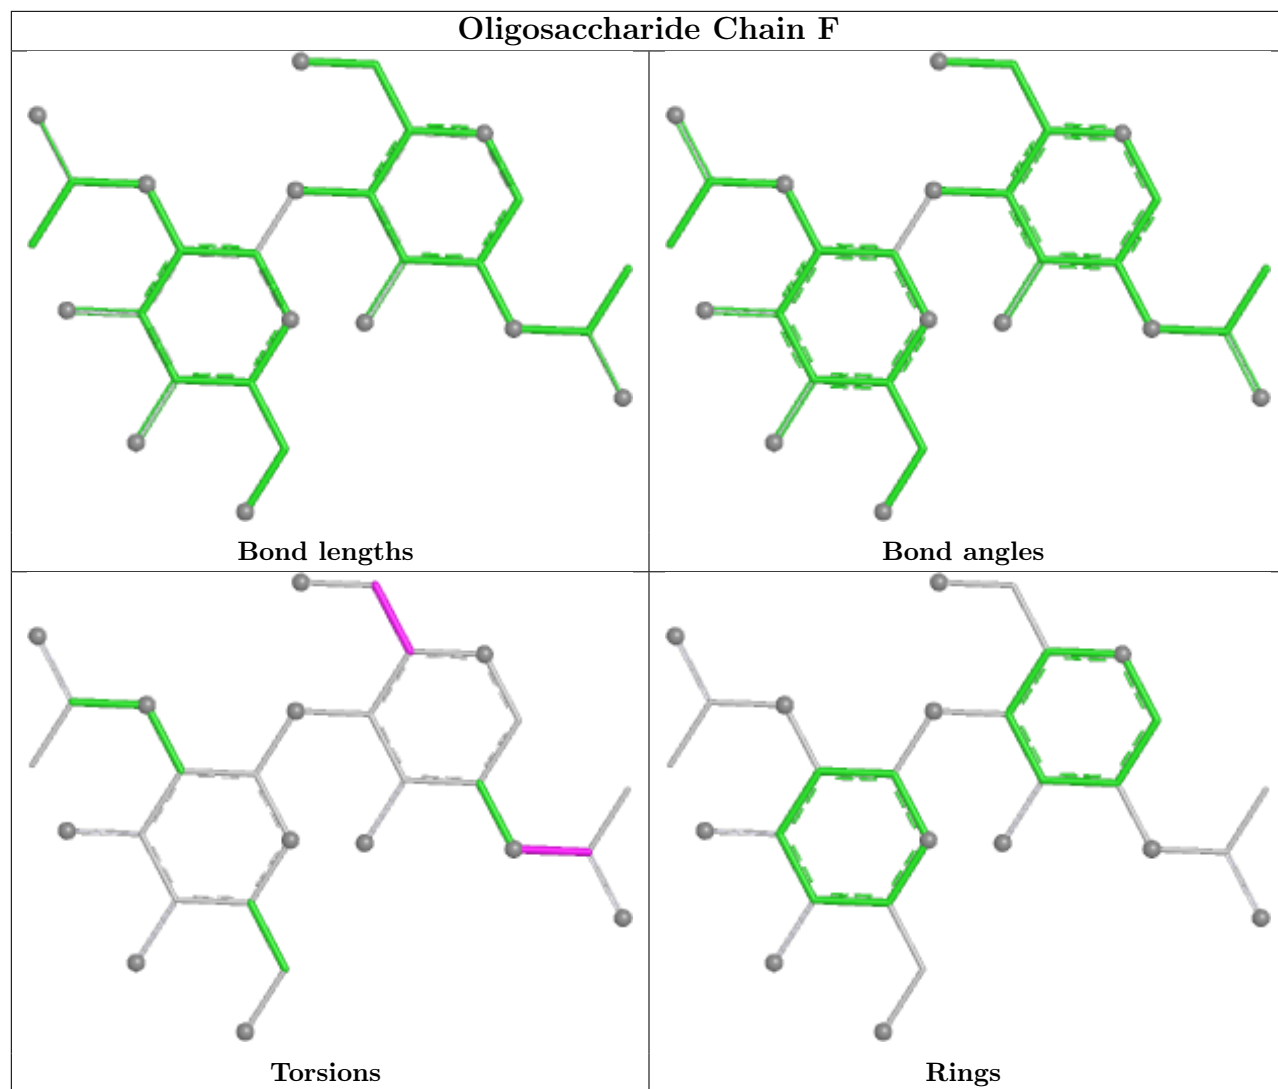 Oligosaccharide Chain F
Bond lengths
Bond angles
Torsions
Rings